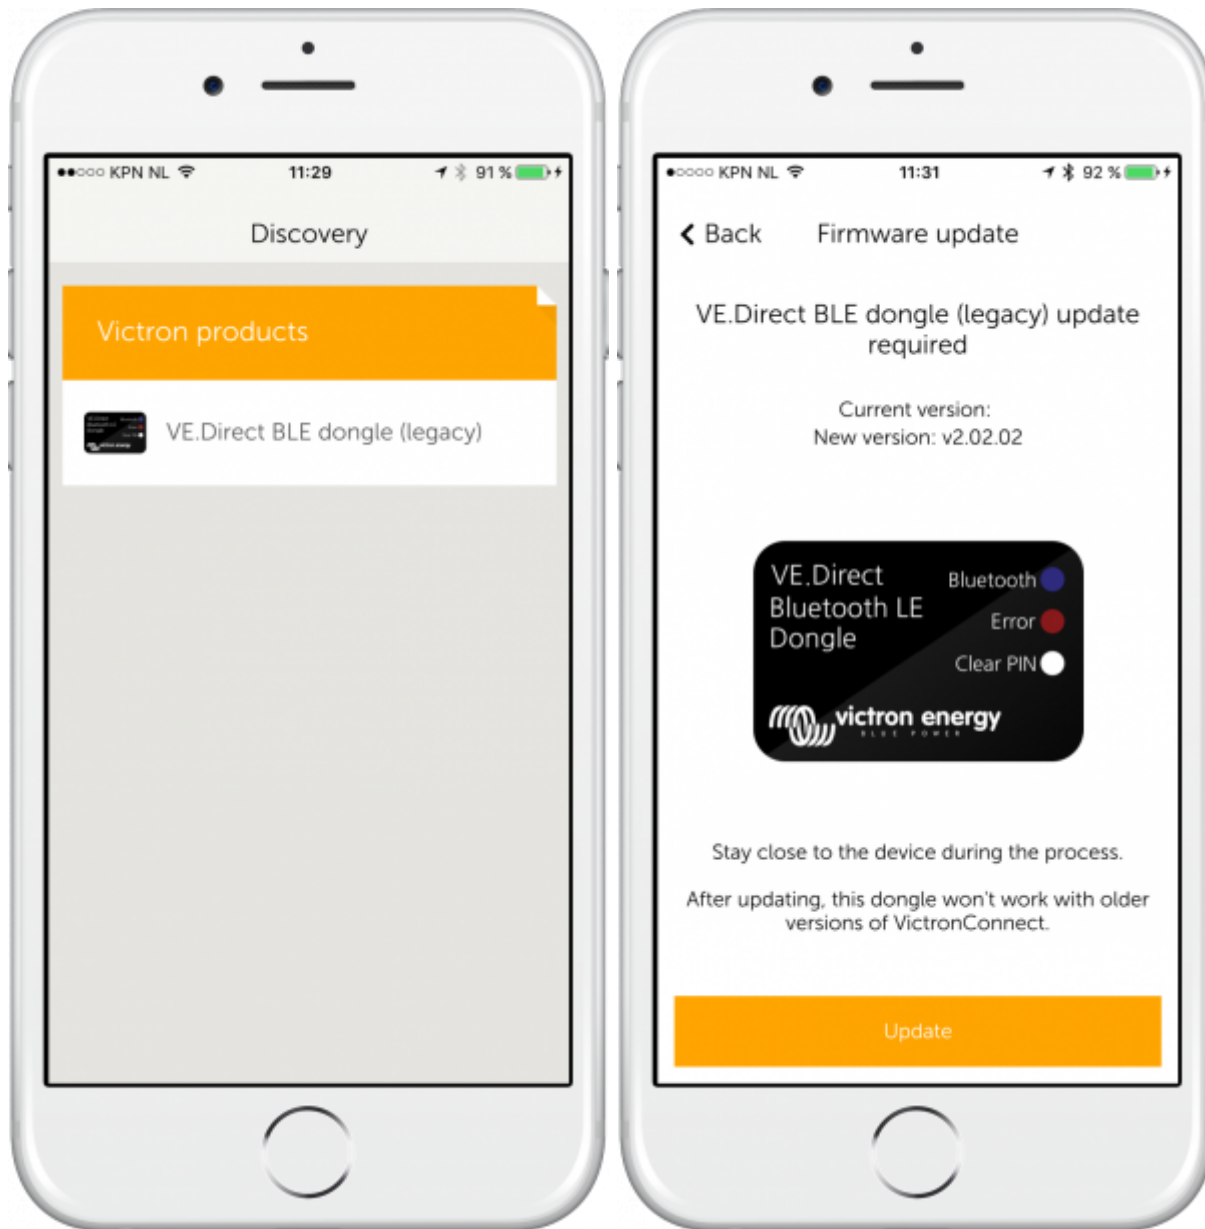 KPN NL 11:29 91 %
Discovery
Victron products
VE.Direct BLE dongle (legacy)
KPN NL 11:31 92 %
Back Firmware update
VE.Direct BLE dongle (legacy) update
required
Current version:
New version: v2.02.02
VE.Direct
Bluetooth LE
Dongle
Bluetooth
Error
Clear PIN
victron energy
BLUE POWER
Stay close to the device during the process.
After updating, this dongle won't work with older
versions of VictronConnect.
Update